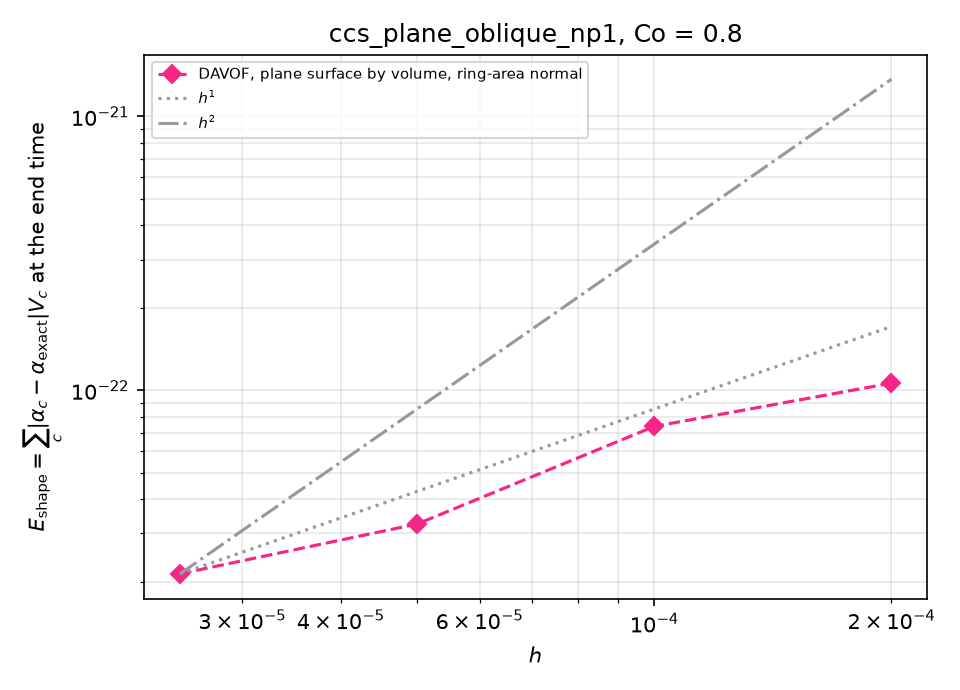 ccs_plane_oblique_np1, Co = 0.8
DAVOF, plane surface by volume, ring-area normal
h¹
h²
10⁻²¹
10⁻²²
E_shape = ∑_c |α_c − α_exact|V_c at the end time
3 × 10⁻⁵ 4 × 10⁻⁵ 6 × 10⁻⁵ 10⁻⁴ 2 × 10⁻⁴
h